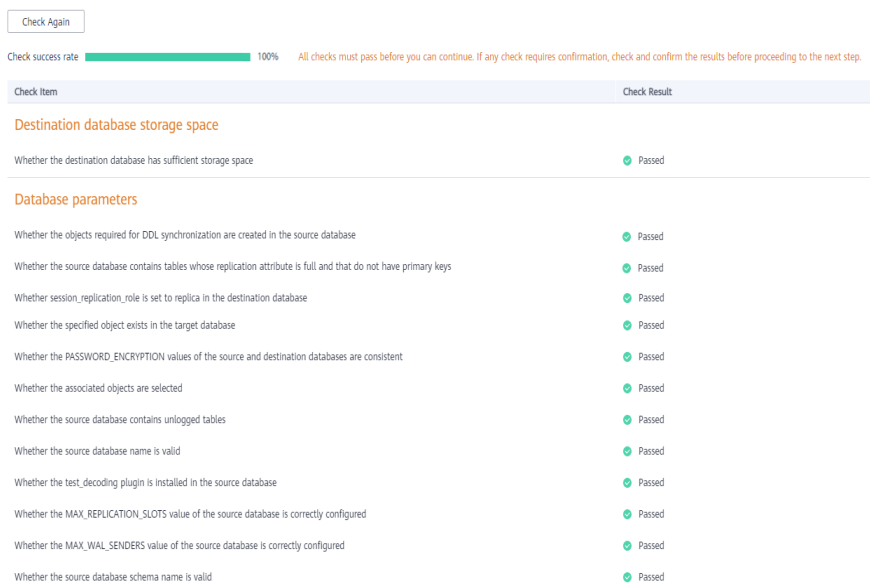 Check Again
Check success rate 100% All checks must pass before you can continue. If any check requires confirmation, check and confirm the results before proceeding to the next step.
Check Item Check Result
Destination database storage space
Whether the destination database has sufficient storage space Passed
Database parameters
Whether the objects required for DDL synchronization are created in the source database Passed
Whether the source database contains tables whose replication attribute is full and that do not have primary keys Passed
Whether session_replication_role is set to replica in the destination database Passed
Whether the specified object exists in the target database Passed
Whether the PASSWORD_ENCRYPTION values of the source and destination databases are consistent Passed
Whether the associated objects are selected Passed
Whether the source database contains unlogged tables Passed
Whether the source database name is valid Passed
Whether the test_decoding plugin is installed in the source database Passed
Whether the MAX_REPLICATION_SLOTS value of the source database is correctly configured Passed
Whether the MAX_WAL_SENDERS value of the source database is correctly configured Passed
Whether the source database schema name is valid Passed